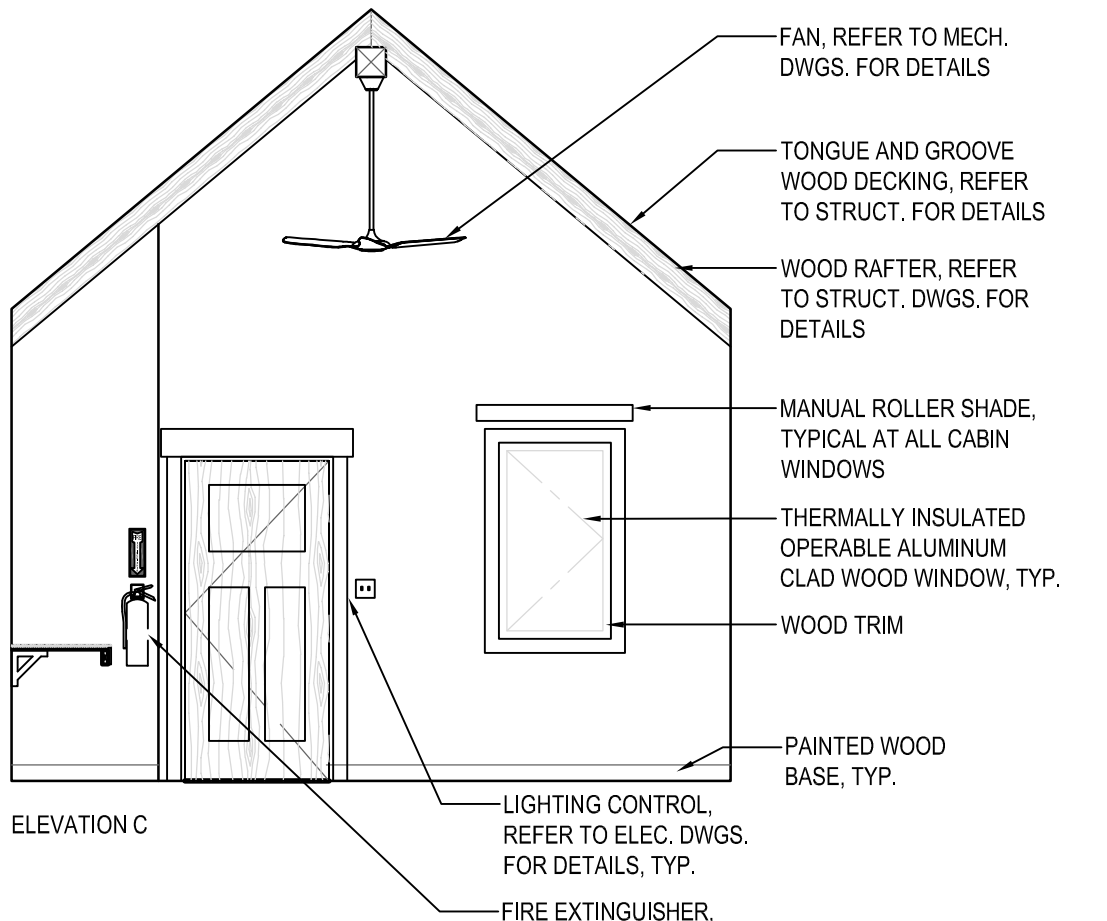 FAN, REFER TO MECH.
DWGS. FOR DETAILS
TONGUE AND GROOVE
WOOD DECKING, REFER
TO STRUCT. FOR DETAILS
WOOD RAFTER, REFER
TO STRUCT. DWGS. FOR
DETAILS
MANUAL ROLLER SHADE,
TYPICAL AT ALL CABIN
WINDOWS
THERMALLY INSULATED
OPERABLE ALUMINUM
CLAD WOOD WINDOW, TYP.
WOOD TRIM
PAINTED WOOD
BASE, TYP.
LIGHTING CONTROL,
REFER TO ELEC. DWGS.
FOR DETAILS, TYP.
FIRE EXTINGUISHER.
ELEVATION C